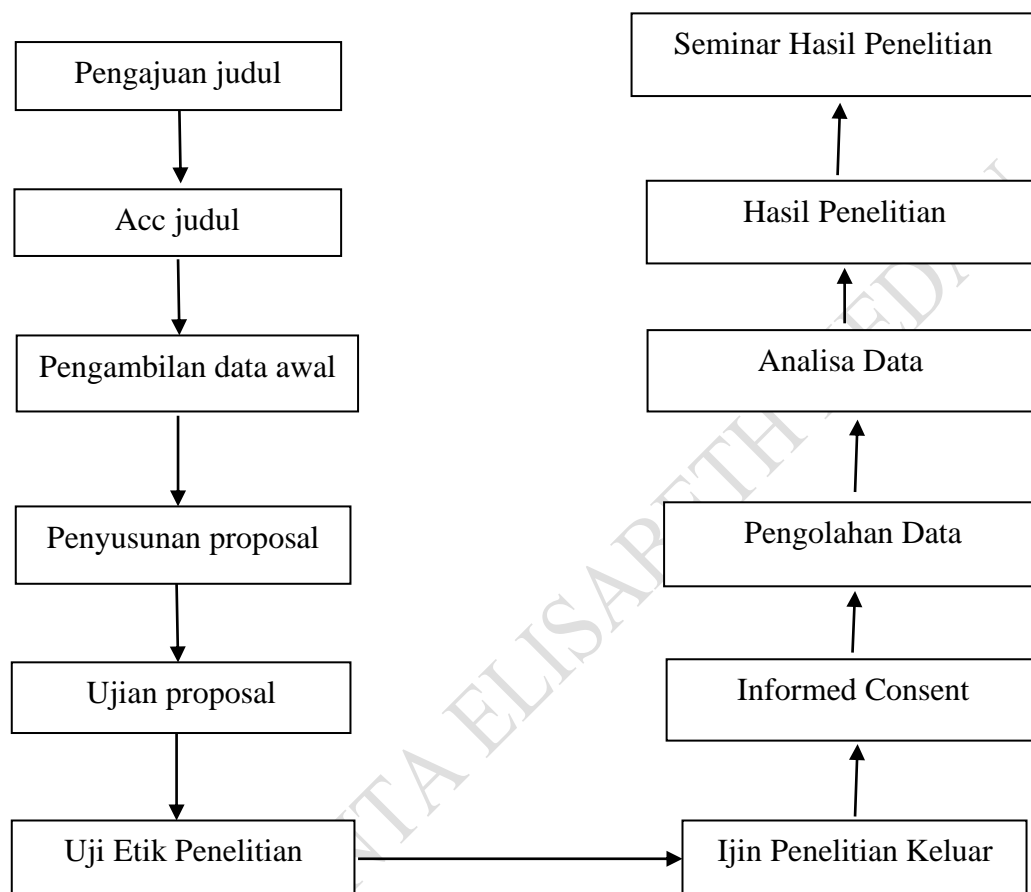 Pengajuan judul
Acc judul
Pengambilan data awal
Penyusunan proposal
Ujian proposal
Uji Etik Penelitian
Ijin Penelitian Keluar
Informed Consent
Pengolahan Data
Analisa Data
Hasil Penelitian
Seminar Hasil Penelitian
ELISABETH